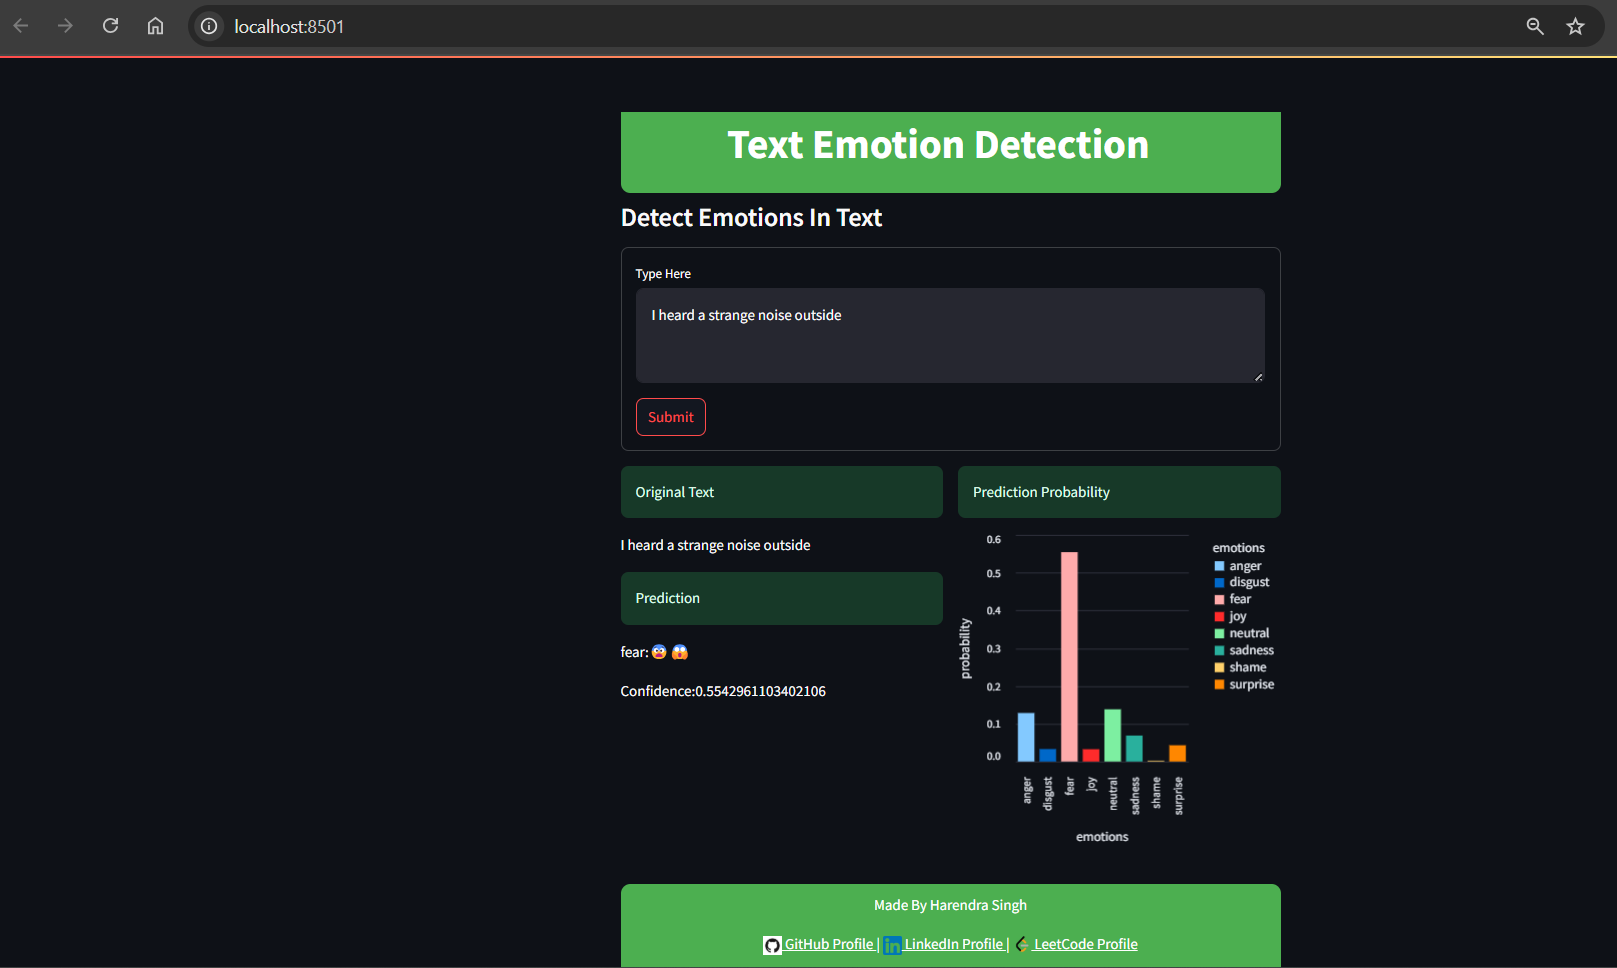 localhost:8501
Text Emotion Detection
Detect Emotions In Text
Type Here
I heard a strange noise outside
Submit
Original Text
I heard a strange noise outside
Prediction
fear: 😨 😱
Confidence:0.5542961103402106
Prediction Probability
0.6
0.5
0.4
0.3
0.2
0.1
0.0
probability
anger
disgust
fear
joy
neutral
sadness
shame
surprise
emotions
emotions
anger
disgust
fear
joy
neutral
sadness
shame
surprise
Made By Harendra Singh
GitHub Profile | LinkedIn Profile | LeetCode Profile